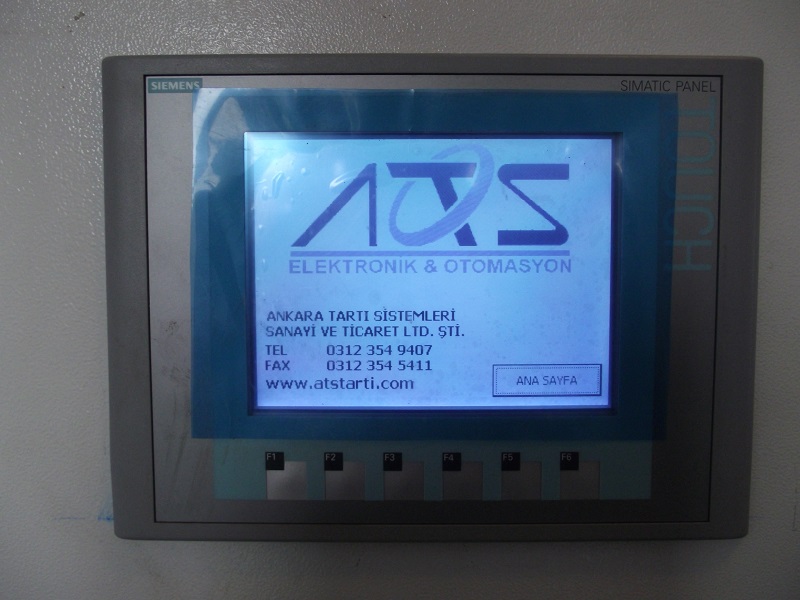 SIEMENS
SIMATIC PANEL
TOUCH
ATS
ELEKTRONIK & OTOMASYON
ANKARA TARTI SİSTEMLERİ
SANAYİ VE TİCARET LTD. ŞTİ.
TEL 0312 354 9407
FAX 0312 354 5411
www.atstarti.com
ANA SAYFA
F1 F2 F3 F4 F5 F6